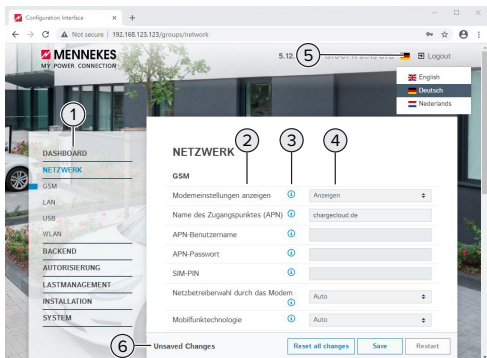 Configuration Interface
Not secure | 192.168.123.123/groups/network
MENNEKES
MY POWER CONNECTION
5.12.
5
Logout
English
Deutsch
Nederlands
1
DASHBOARD
NETZWERK
GSM
LAN
USB
WLAN
BACKEND
AUTORISIERUNG
LASTMANAGEMENT
INSTALLATION
SYSTEM
NETZWERK
2
3
4
GSM
Modemeinstellungen anzeigen
Anzeigen
Name des Zugangspunktes (APN)
chargecloud.de
APN-Benutzername
APN-Passwort
SIM-PIN
Netzbetreiberwahl durch das Modem
Auto
Mobilfunktechnologie
Auto
6
Unsaved Changes
Reset all changes
Save
Restart